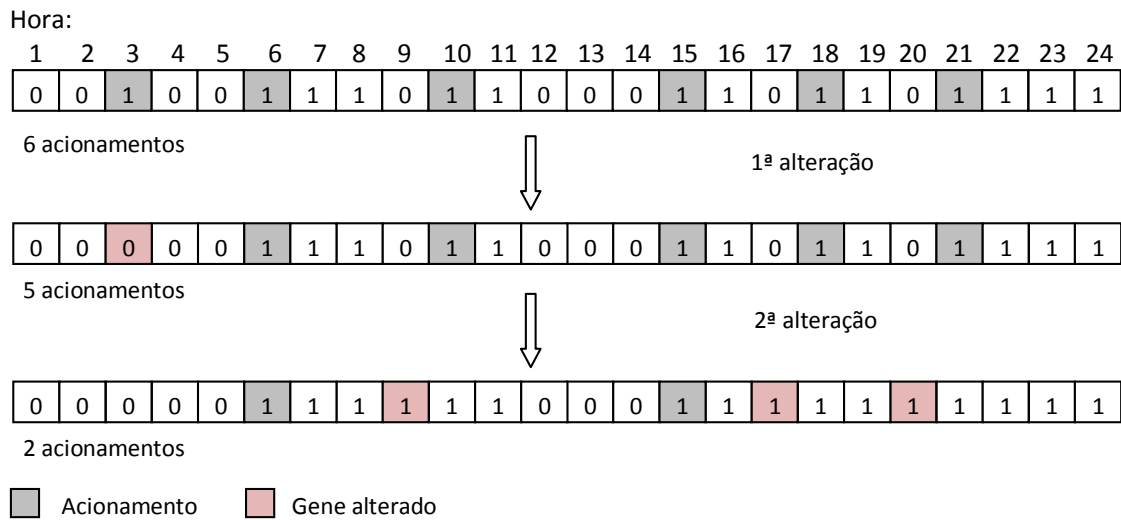 Hora:
1 2 3 4 5 6 7 8 9 10 11 12 13 14 15 16 17 18 19 20 21 22 23 24
0 0 1 0 0 1 1 1 0 1 1 0 0 0 1 1 0 1 1 0 1 1 1 1
6 acionamentos
1ª alteração
0 0 0 0 0 1 1 1 0 1 1 0 0 0 1 1 0 1 1 0 1 1 1 1
5 acionamentos
2ª alteração
0 0 0 0 0 1 1 1 1 1 1 0 0 0 1 1 1 1 1 1 1 1 1 1
2 acionamentos
Acionamento Gene alterado